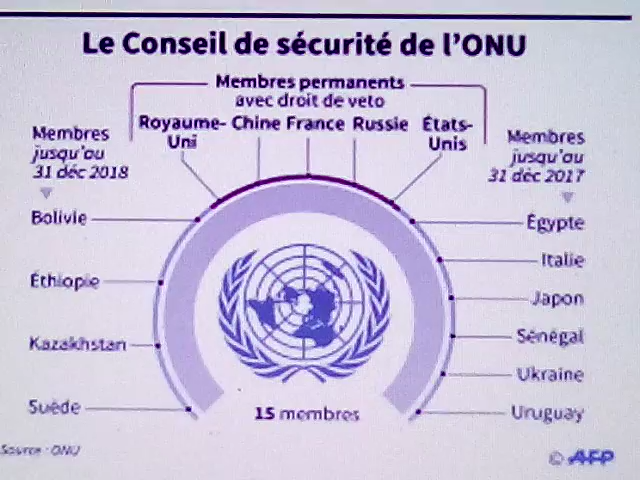 Le Conseil de sécurité de l'ONU
Membres permanents
avec droit de veto
Royaume-Uni
Chine
France
Russie
États-Unis
Membres
jusqu'au
31 déc 2018
Bolivie
Éthiopie
Kazakhstan
Suède
Membres
jusqu'au
31 déc 2017
Égypte
Italie
Japon
Sénégal
Ukraine
Uruguay
15 membres
Source : ONU
© AFP